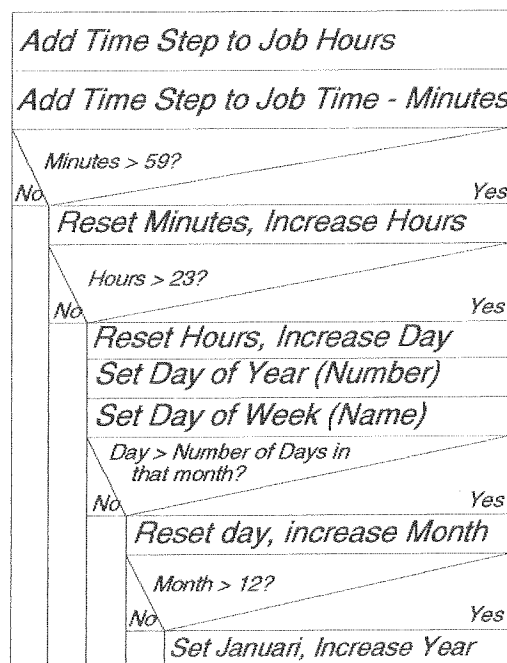 Add Time Step to Job Hours
Add Time Step to Job Time - Minutes
Minutes > 59?
No
Yes
Reset Minutes, Increase Hours
Hours > 23?
No
Yes
Reset Hours, Increase Day
Set Day of Year (Number)
Set Day of Week (Name)
Day > Number of Days in
that month?
No
Yes
Reset day, increase Month
Month > 12?
No
Yes
Set Januari, Increase Year